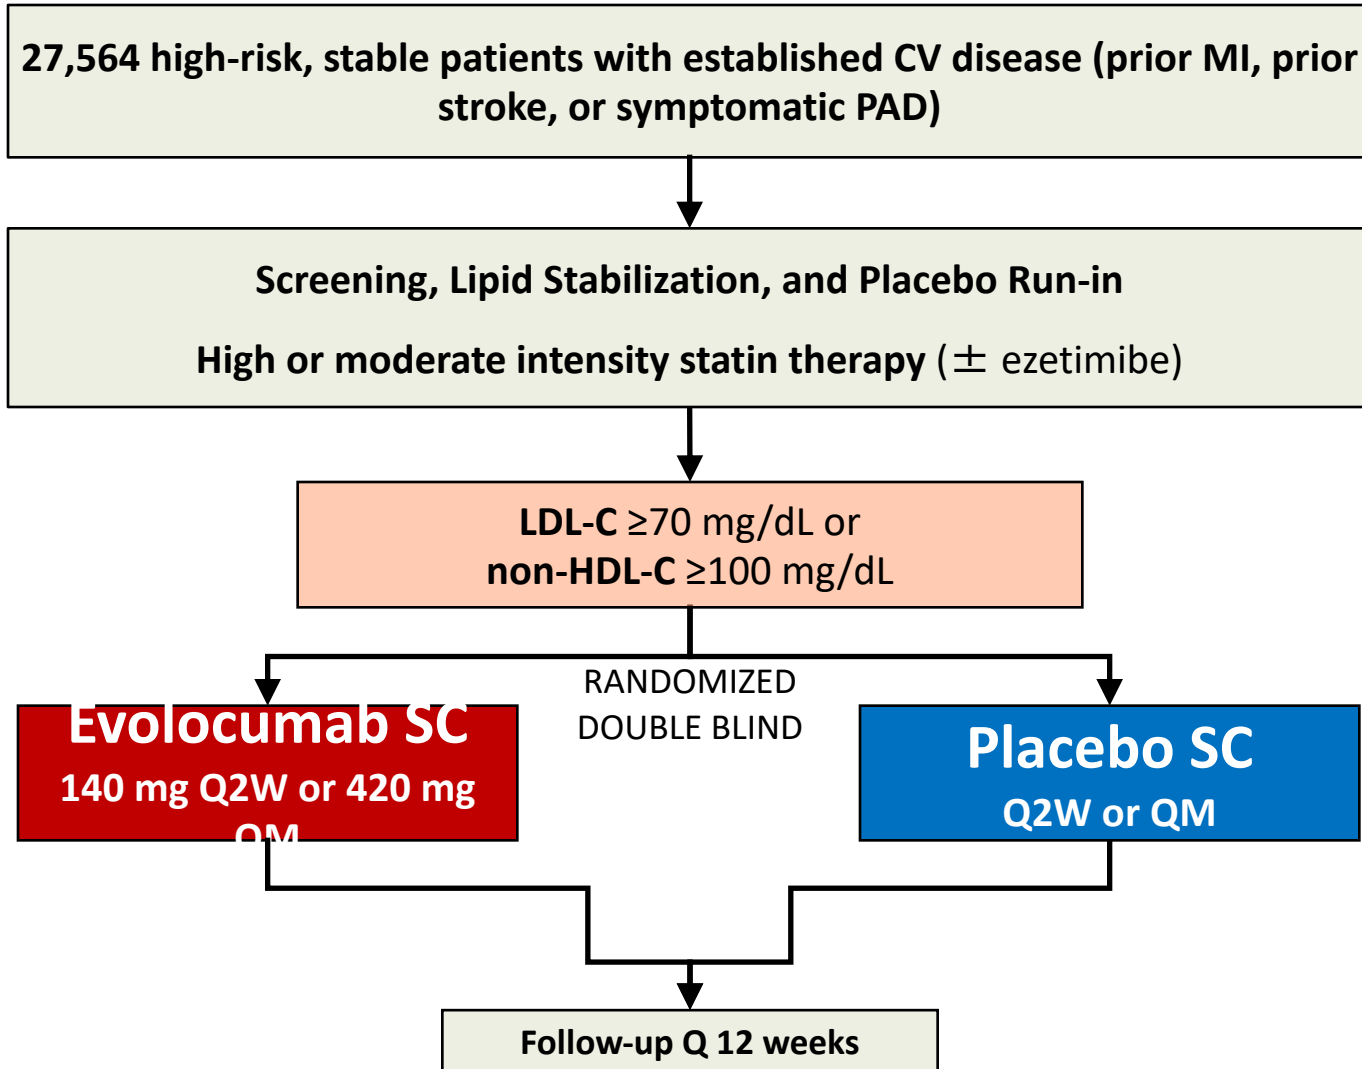 27,564 high-risk, stable patients with established CV disease (prior MI, prior
stroke, or symptomatic PAD)
Screening, Lipid Stabilization, and Placebo Run-in
High or moderate intensity statin therapy (± ezetimibe)
LDL-C ≥70 mg/dL or
non-HDL-C ≥100 mg/dL
RANDOMIZED
DOUBLE BLIND
Evolocumab SC
140 mg Q2W or 420 mg
QM
Placebo SC
Q2W or QM
Follow-up Q 12 weeks